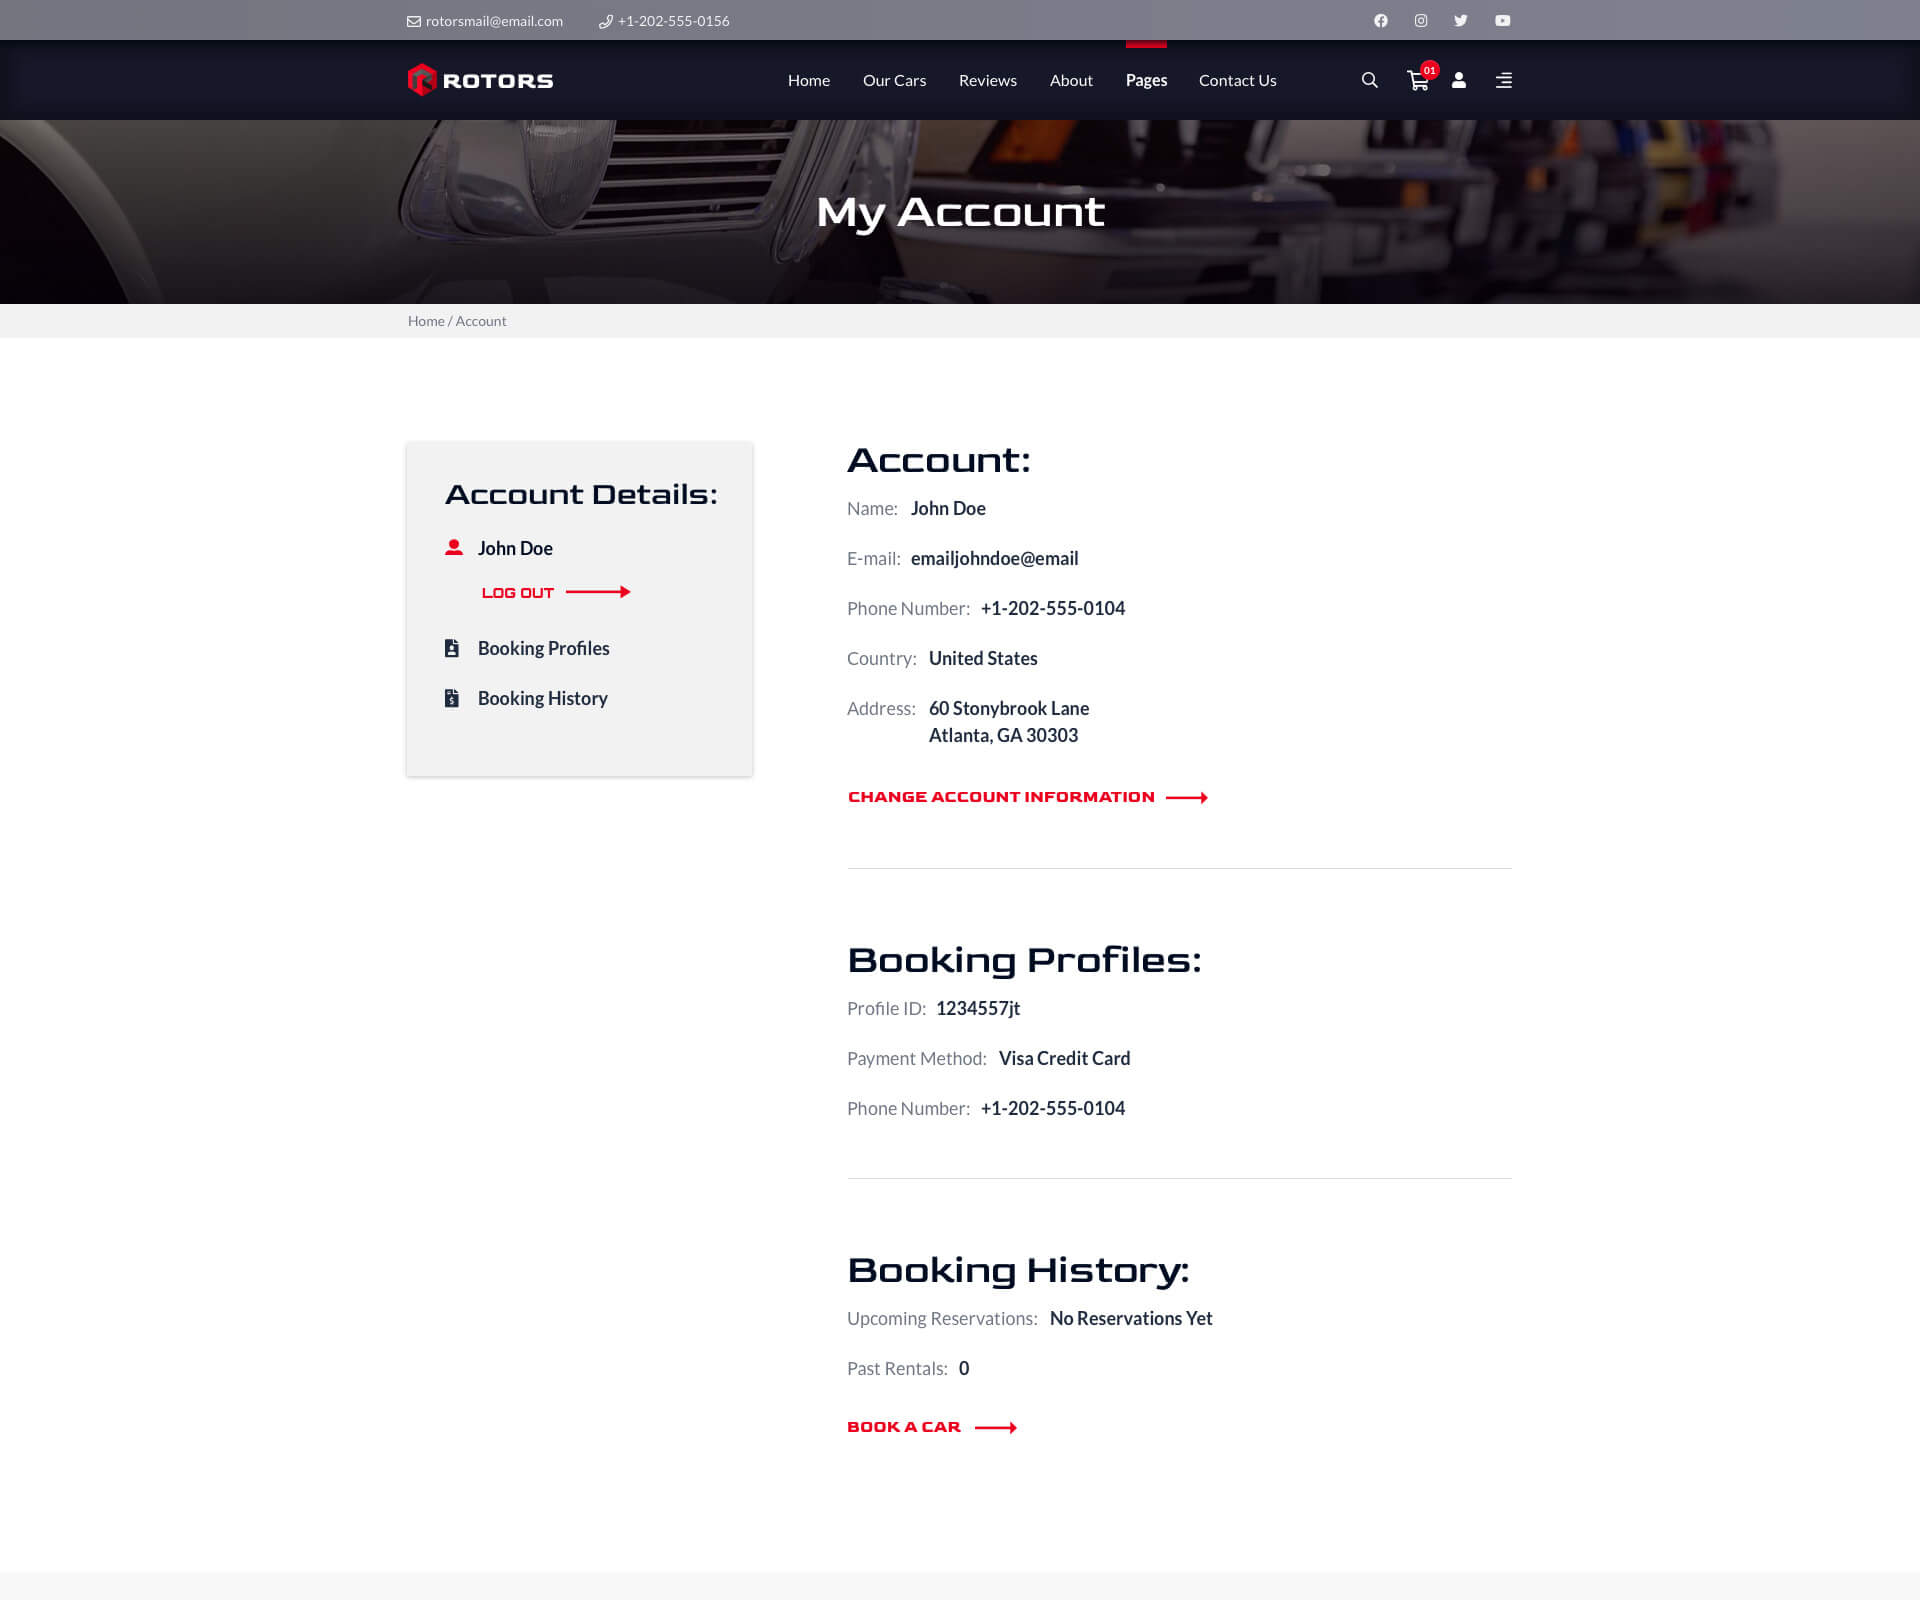 rotorsmail@email.com +1-202-555-0156
ROTORS Home Our Cars Reviews About Pages Contact Us 01
My Account
Home / Account
Account Details:
John Doe
LOG OUT
Booking Profiles
Booking History
Account:
Name: John Doe
E-mail: emailjohndoe@email
Phone Number: +1-202-555-0104
Country: United States
Address: 60 Stonybrook Lane
Atlanta, GA 30303
CHANGE ACCOUNT INFORMATION
Booking Profiles:
Profile ID: 1234557jt
Payment Method: Visa Credit Card
Phone Number: +1-202-555-0104
Booking History:
Upcoming Reservations: No Reservations Yet
Past Rentals: 0
BOOK A CAR